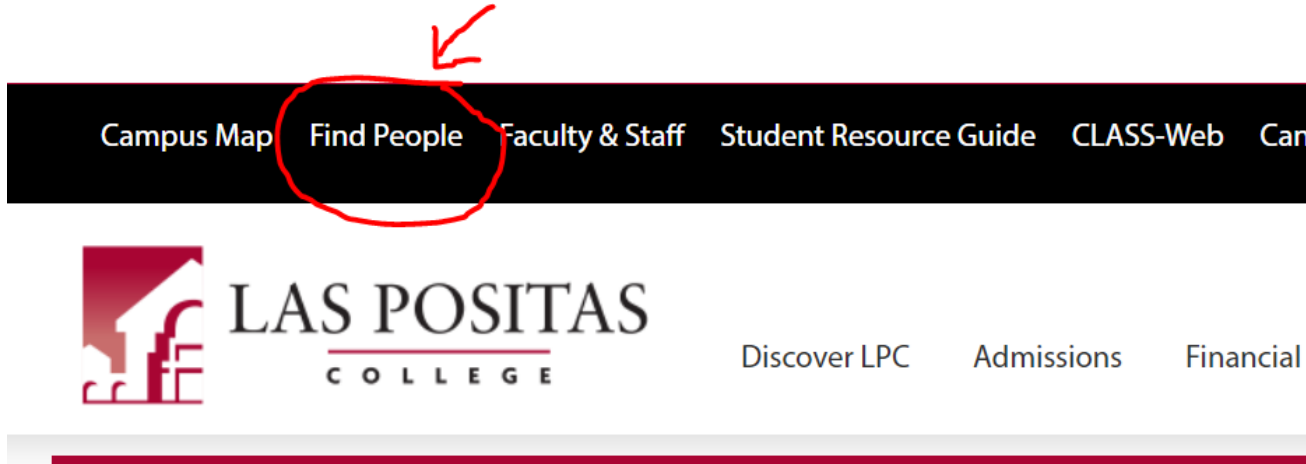 Campus Map Find People Faculty & Staff Student Resource Guide CLASS-Web
LAS POSITAS
COLLEGE
Discover LPC Admissions Financial